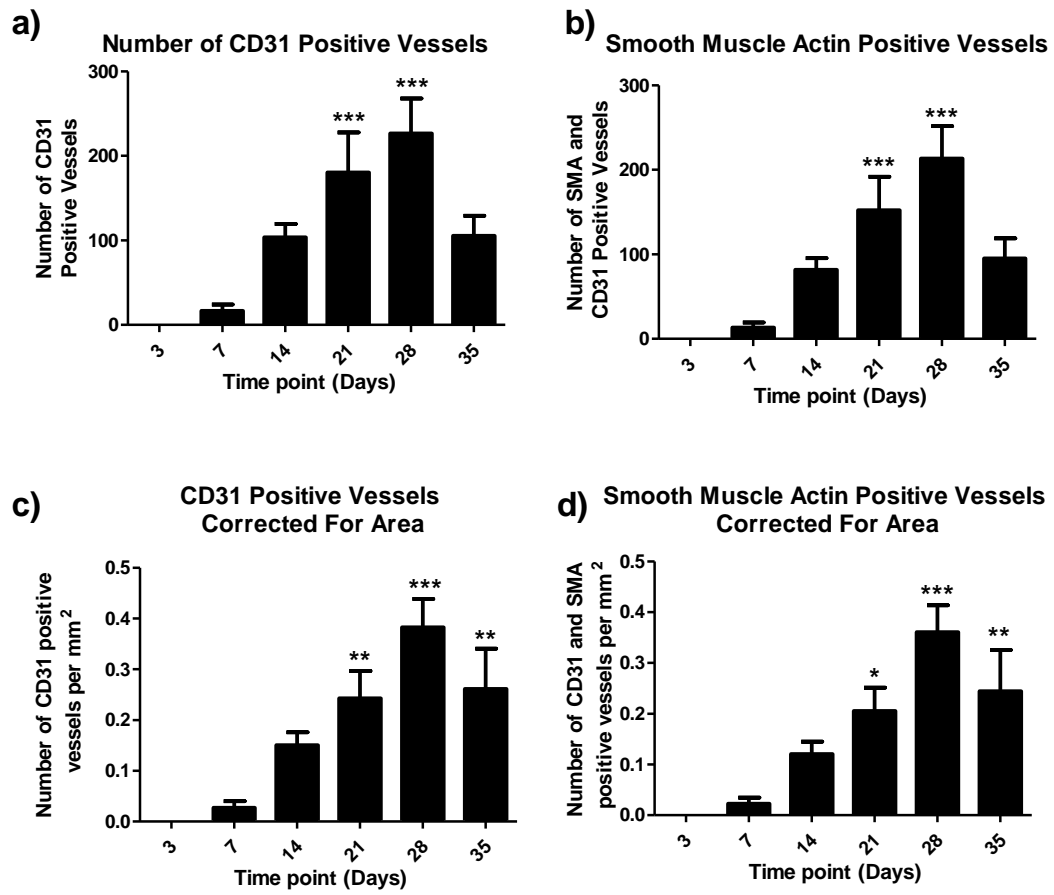 a)
Number of CD31 Positive Vessels
Number of CD31
Positive Vessels
300
200
100
0
***
***
3 7 14 21 28 35
Time point (Days)
b)
Smooth Muscle Actin Positive Vessels
Number of SMA and
CD31 Positive Vessels
300
200
100
0
***
***
3 7 14 21 28 35
Time point (Days)
c)
CD31 Positive Vessels
Corrected For Area
Number of CD31 positive
vessels per mm²
0.5
0.4
0.3
0.2
0.1
0.0
**
***
**
3 7 14 21 28 35
Time point (Days)
d)
Smooth Muscle Actin Positive Vessels
Corrected For Area
Number of CD31 and SMA
positive vessels per mm²
0.5
0.4
0.3
0.2
0.1
0.0
*
***
**
3 7 14 21 28 35
Time point (Days)